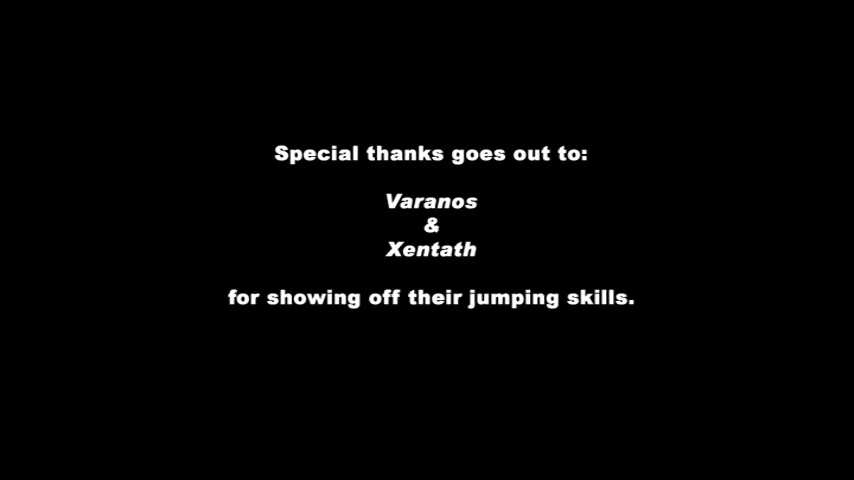 Special thanks goes out to:
Varanos
&
Xentath
for showing off their jumping skills.